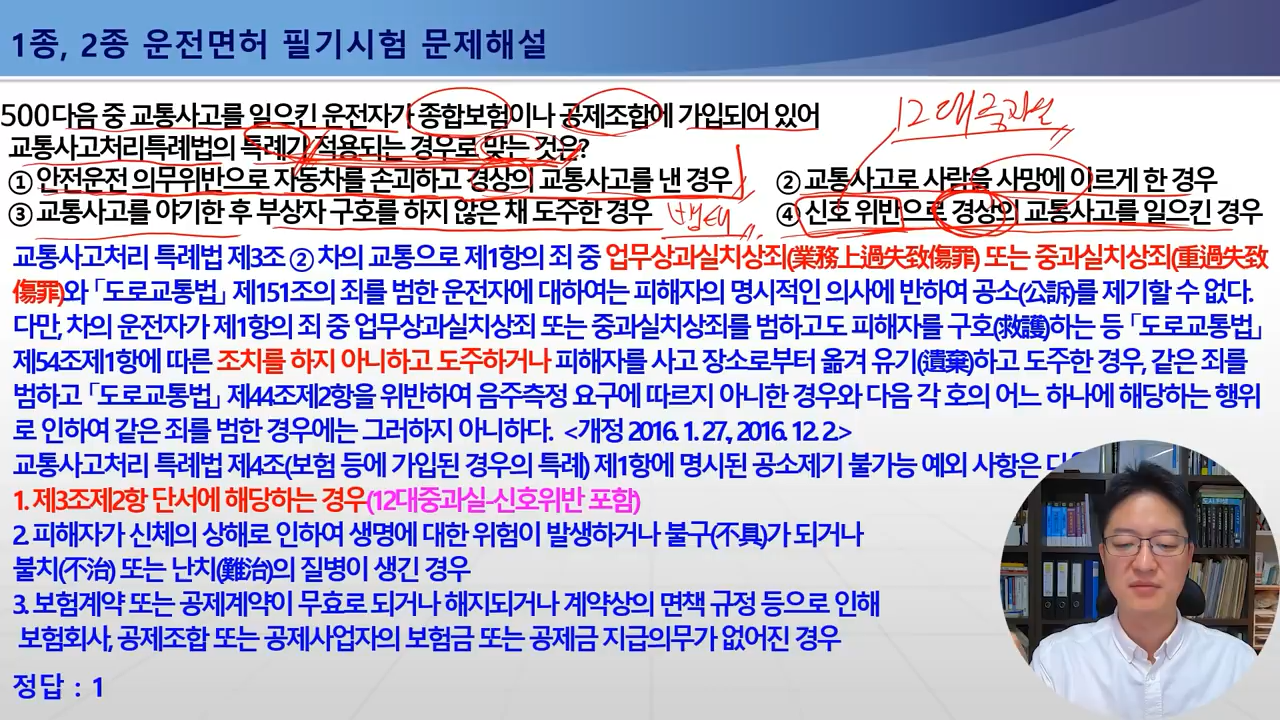 1종, 2종 운전면허 필기시험 문제해설
12대중과실
500다음 중 교통사고를 일으킨 운전자가 종합보험이나 공제조합에 가입되어 있어
교통사고처리특례법의 특례가 적용되는 경우로 맞는 것은?
① 안전운전 의무위반으로 자동차를 손괴하고 경상의 교통사고를 낸 경우
② 교통사고로 사람을 사망에 이르게 한 경우
③ 교통사고를 야기한 후 부상자 구호를 하지 않은 채 도주한 경우
④ 신호 위반으로 경상의 교통사고를 일으킨 경우
교통사고처리 특례법 제3조 ② 차의 교통으로 제1항의 죄 중 업무상과실치상죄(業務上過失致傷罪) 또는 중과실치상죄(重過失致
傷罪)와 「도로교통법」 제151조의 죄를 범한 운전자에 대하여는 피해자의 명시적인 의사에 반하여 공소(公訴)를 제기할 수 없다.
다만, 차의 운전자가 제1항의 죄 중 업무상과실치상죄 또는 중과실치상죄를 범하고도 피해자를 구호(救護)하는 등 「도로교통법」
제54조제1항에 따른 조치를 하지 아니하고 도주하거나 피해자를 사고 장소로부터 옮겨 유기(遺棄)하고 도주한 경우, 같은 죄를
범하고 「도로교통법」 제44조제2항을 위반하여 음주측정 요구에 따르지 아니한 경우와 다음 각 호의 어느 하나에 해당하는 행위
로 인하여 같은 죄를 범한 경우에는 그러하지 아니하다. <개정 2016. 1. 27., 2016. 12. 2.>
교통사고처리 특례법 제4조(보험 등에 가입된 경우의 특례) 제1항에 명시된 공소제기 불가능 예외 사항은
1. 제3조제2항 단서에 해당하는 경우(12대중과실-신호위반 포함)
2. 피해자가 신체의 상해로 인하여 생명에 대한 위험이 발생하거나 불구(不具)가 되거나
불치(不治) 또는 난치(難治)의 질병이 생긴 경우
3. 보험계약 또는 공제계약이 무효로 되거나 해지되거나 계약상의 면책 규정 등으로 인해
보험회사, 공제조합 또는 공제사업자의 보험금 또는 공제금 지급의무가 없어진 경우
정답 : 1